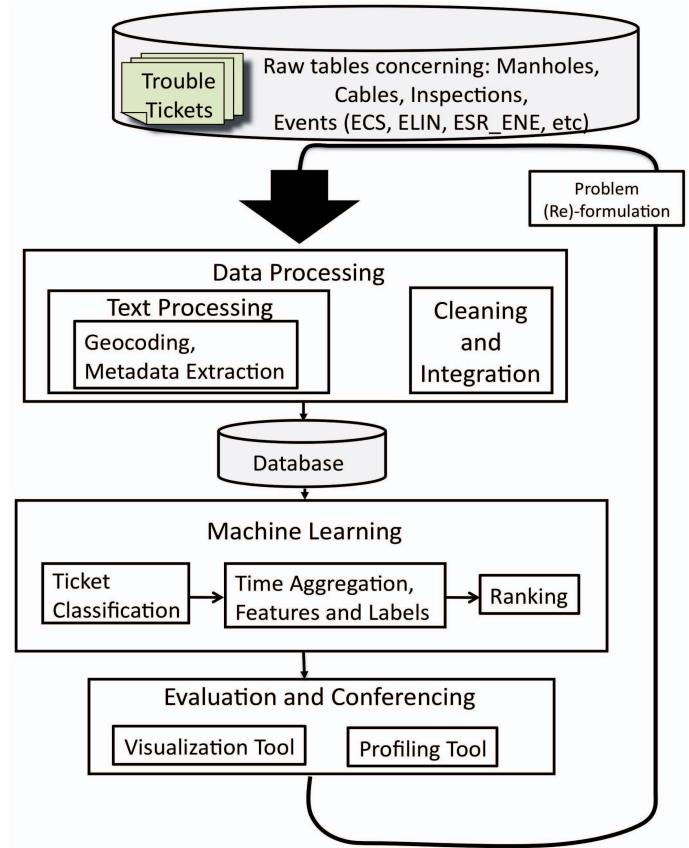 Trouble
Tickets
Raw tables concerning: Manholes,
Cables, Inspections,
Events (ECS, ELIN, ESR_ENE, etc)
Problem
(Re)-formulation
Data Processing
Text Processing
Geocoding,
Metadata Extraction
Cleaning
and
Integration
Database
Machine Learning
Ticket
Classification
Time Aggregation,
Features and Labels
Ranking
Evaluation and Conferencing
Visualization Tool
Profiling Tool